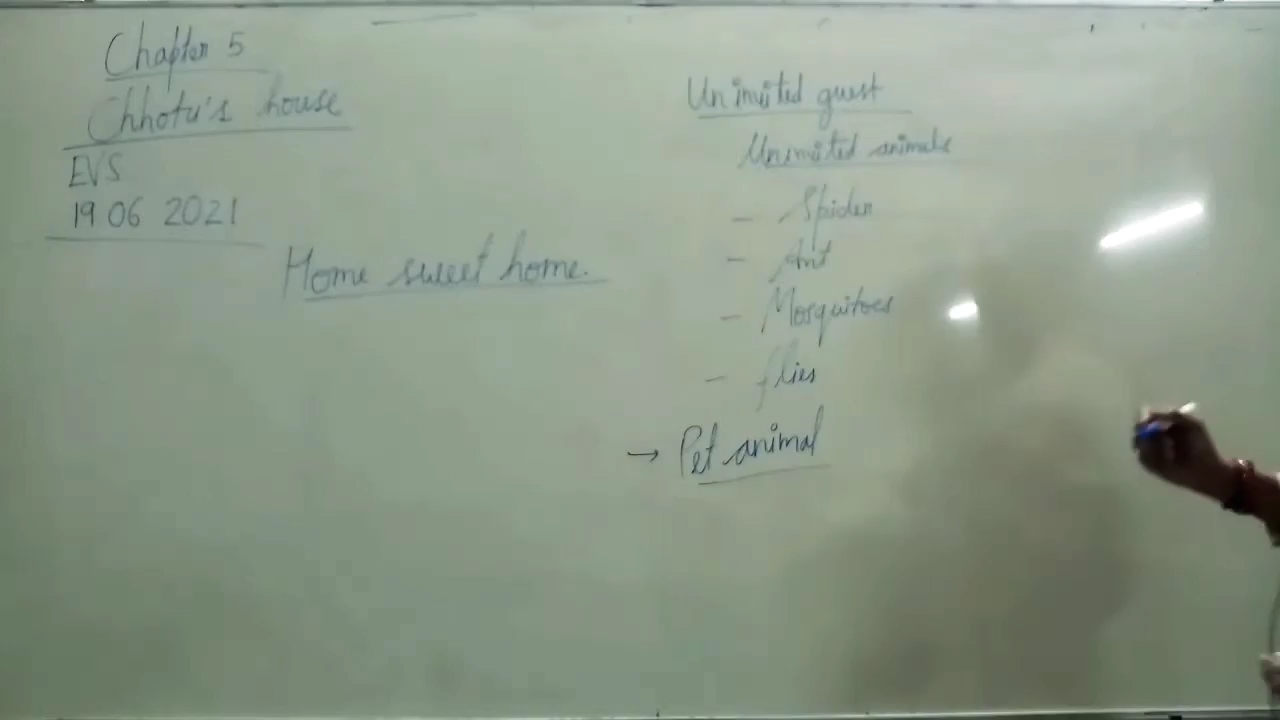 Chapter 5
Chhotu's house
EVS
19 06 2021
Home sweet home.
Uninvited guest
Uninvited animals
- Spider
- Ant
- Mosquitoes
- flies
→ Pet animal